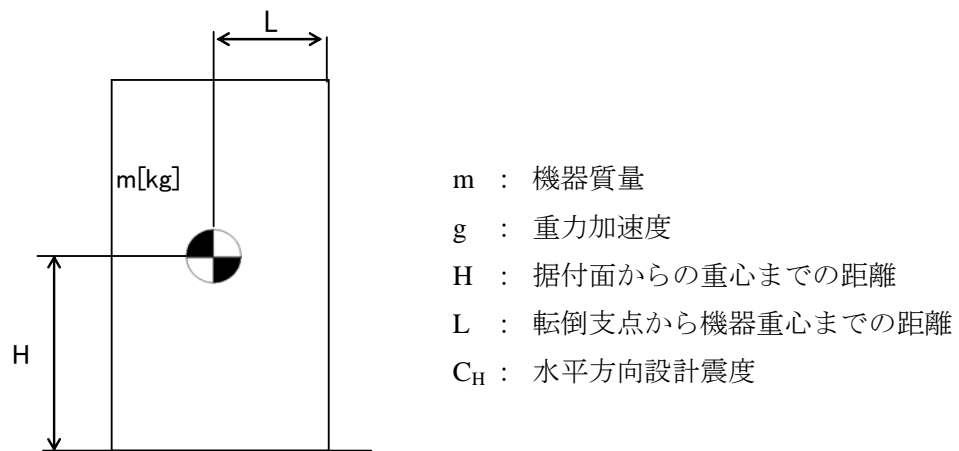 L
m[kg]
H
m : 機器質量
g : 重力加速度
H : 据付面からの重心までの距離
L : 転倒支点から機器重心までの距離
C_H : 水平方向設計震度